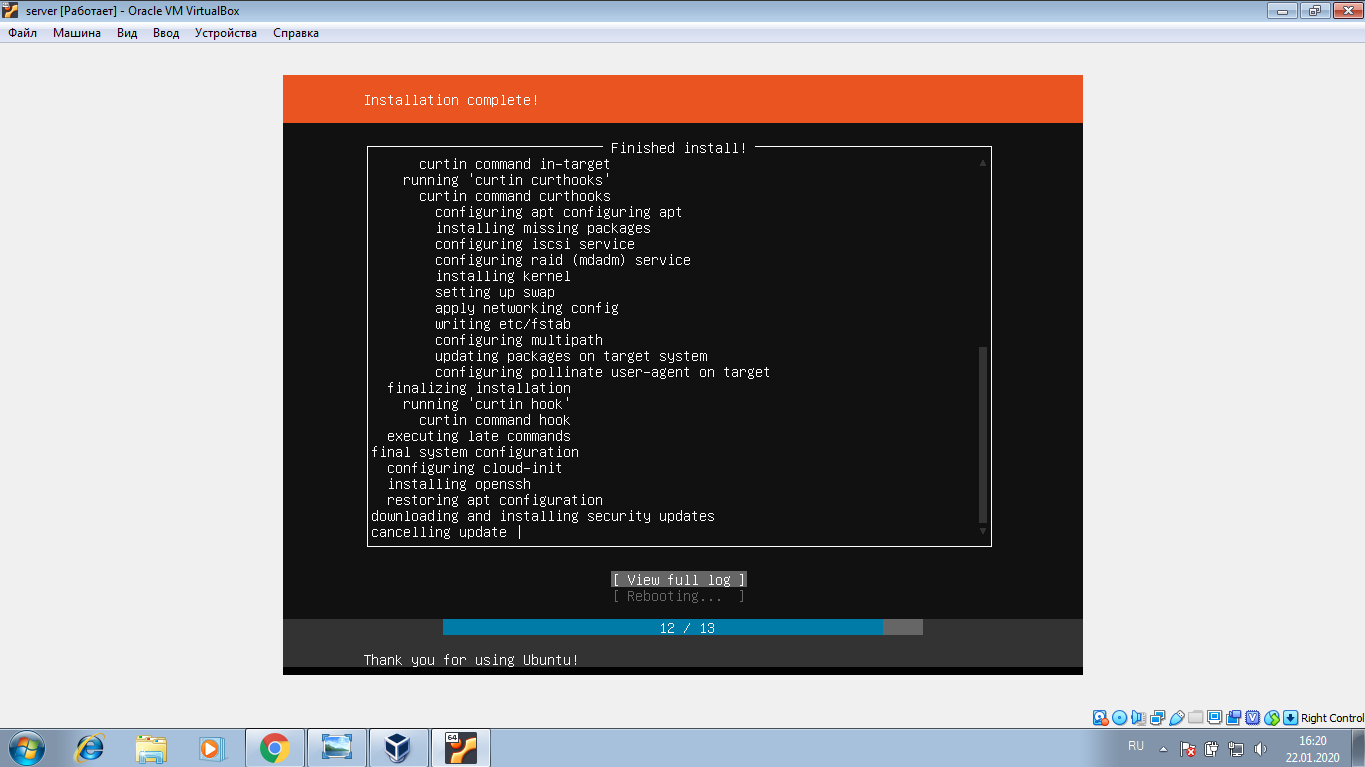 server [Работает] - Oracle VM VirtualBox
Файл Машина Вид Ввод Устройства Справка
Installation complete!
Finished install!
curtin command in-target
running 'curtin curthooks'
curtin command curthooks
configuring apt configuring apt
installing missing packages
configuring iscsi service
configuring raid (mdadm) service
installing kernel
setting up swap
apply networking config
writing etc/fstab
configuring multipath
updating packages on target system
configuring pollinate user-agent on target
finalizing installation
running 'curtin hook'
curtin command hook
executing late commands
final system configuration
configuring cloud-init
installing openssh
restoring apt configuration
downloading and installing security updates
cancelling update |
[ View full log ]
[ Rebooting... ]
12 / 13
Thank you for using Ubuntu!
Right Control
64
RU
16:20
22.01.2020